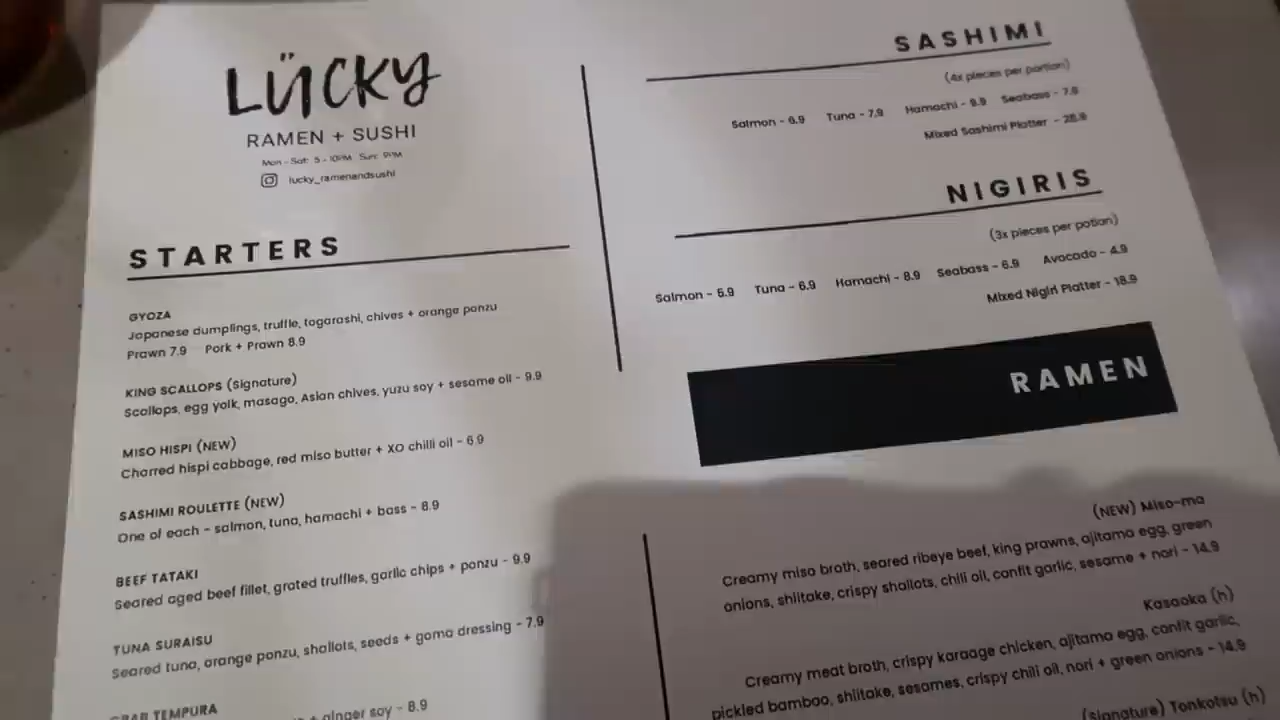 LÜCKY
RAMEN + SUSHI
Mon - Sat: 5 - 10PM Sun: 9PM
lucky_ramenandsushi
STARTERS
GYOZA
Japanese dumplings, truffle, togarashi, chives + orange ponzu
Prawn 7.9 Pork + Prawn 8.9
KING SCALLOPS (Signature)
Scallops, egg yolk, masago, Asian chives, yuzu soy + sesame oil - 9.9
MISO HISPI (NEW)
Charred hispi cabbage, red miso butter + XO chilli oil - 6.9
SASHIMI ROULETTE (NEW)
One of each - salmon, tuna, hamachi + bass - 8.9
BEEF TATAKI
Seared aged beef fillet, grated truffles, garlic chips + ponzu - 9.9
TUNA SURAISU
Seared tuna, orange ponzu, shallots, seeds + goma dressing - 7.9
CRAB TEMPURA
+ ginger soy - 8.9
SASHIMI
(4x pieces per portion)
Salmon - 6.9 Tuna - 7.9 Hamachi - 9.9 Seabass - 7.9
Mixed Sashimi Platter -
NIGIRIS
(3x pieces per potion)
Salmon - 5.9 Tuna - 6.9 Hamachi - 8.9 Seabass - 6.9 Avocado - 4.9
Mixed Nigiri Platter - 18.9
RAMEN
(NEW) Miso-ma
Creamy miso broth, seared ribeye beef, king prawns, ajitama egg, green
onions, shiitake, crispy shallots, chili oil, confit garlic, sesame + nori - 14.9
Kasaoka (h)
Creamy meat broth, crispy karaage chicken, ajitama egg, confit garlic,
pickled bamboo, shiitake, sesames, crispy chili oil, nori + green onions - 14.9
(signature) Tonkotsu (h)